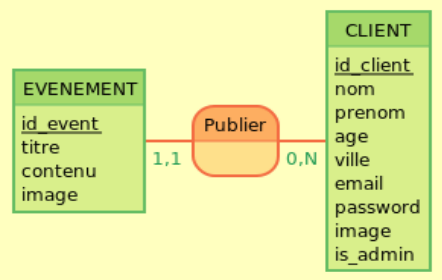 EVENEMENT
id_event
titre
contenu
image
1,1
Publier
0,N
CLIENT
id_client
nom
prenom
age
ville
email
password
image
is_admin